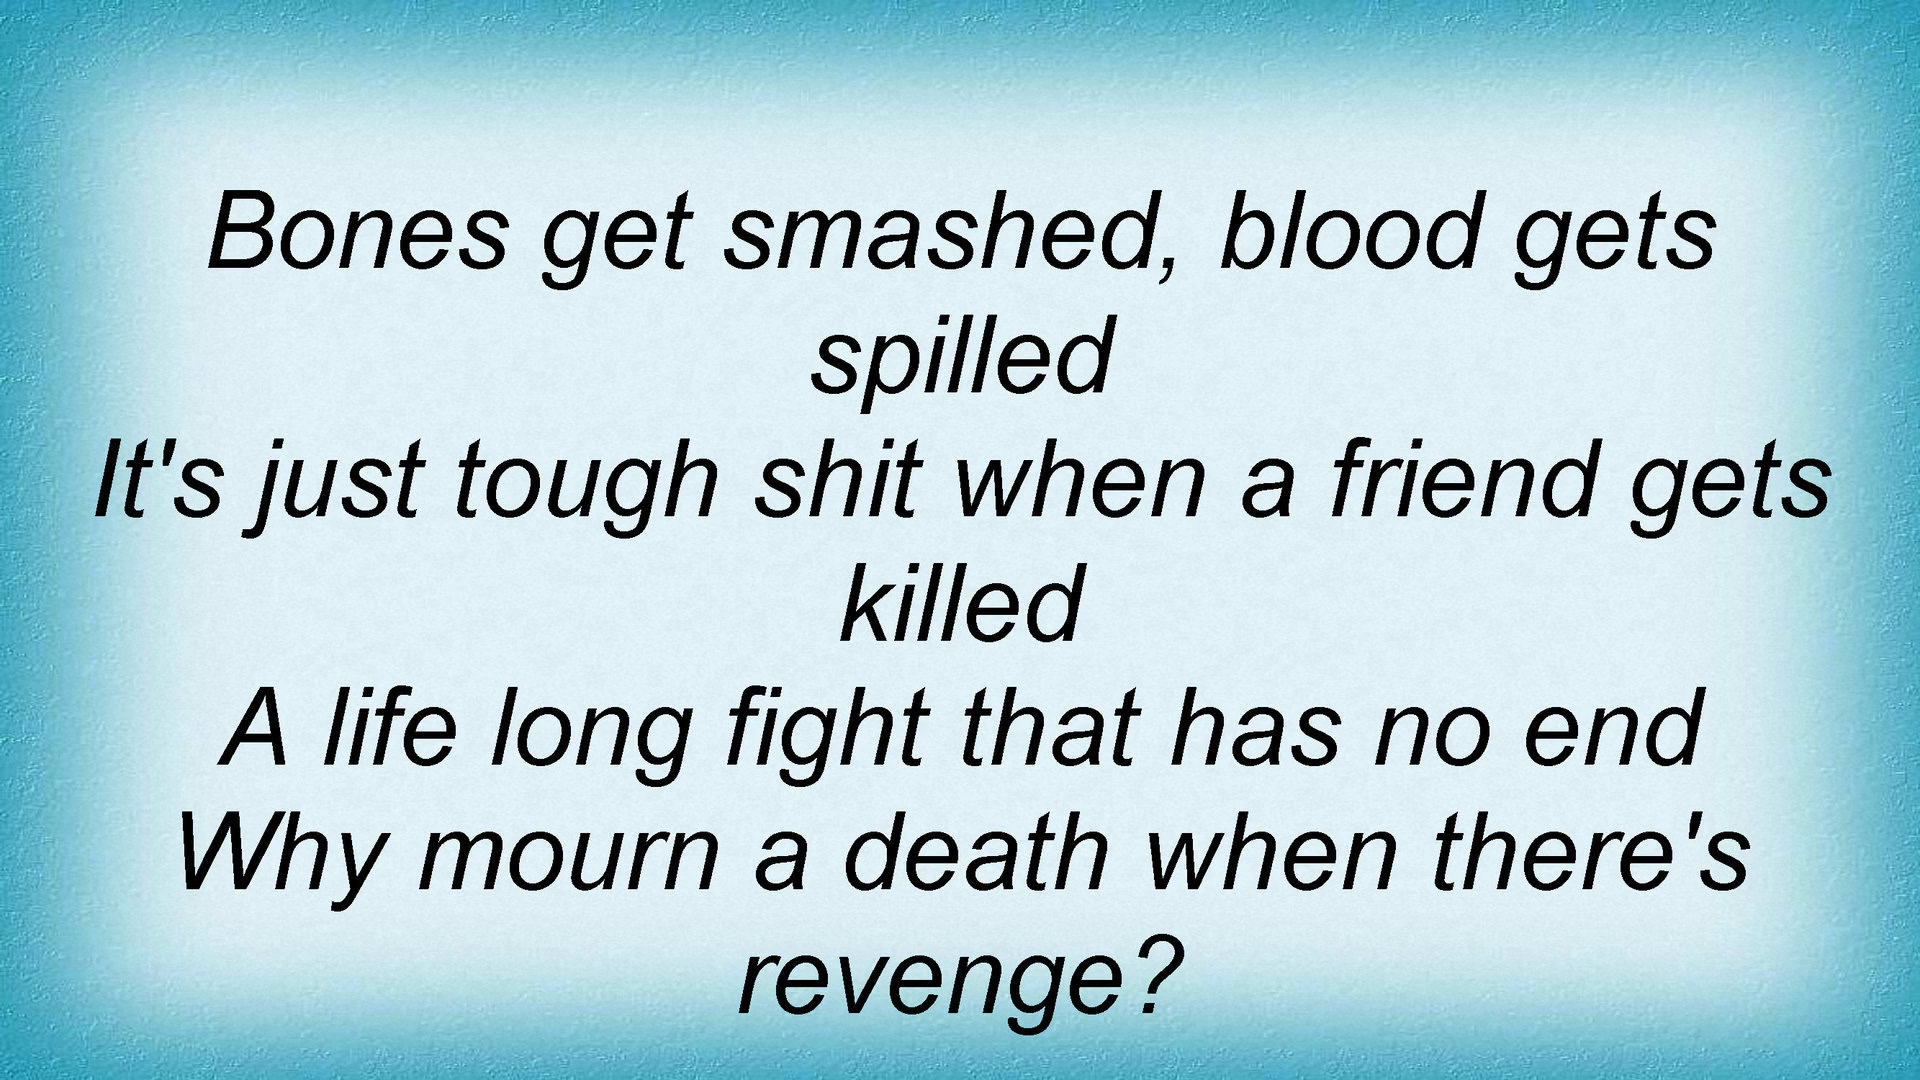 Bones get smashed, blood gets
spilled
It's just tough shit when a friend gets
killed
A life long fight that has no end
Why mourn a death when there's
revenge?